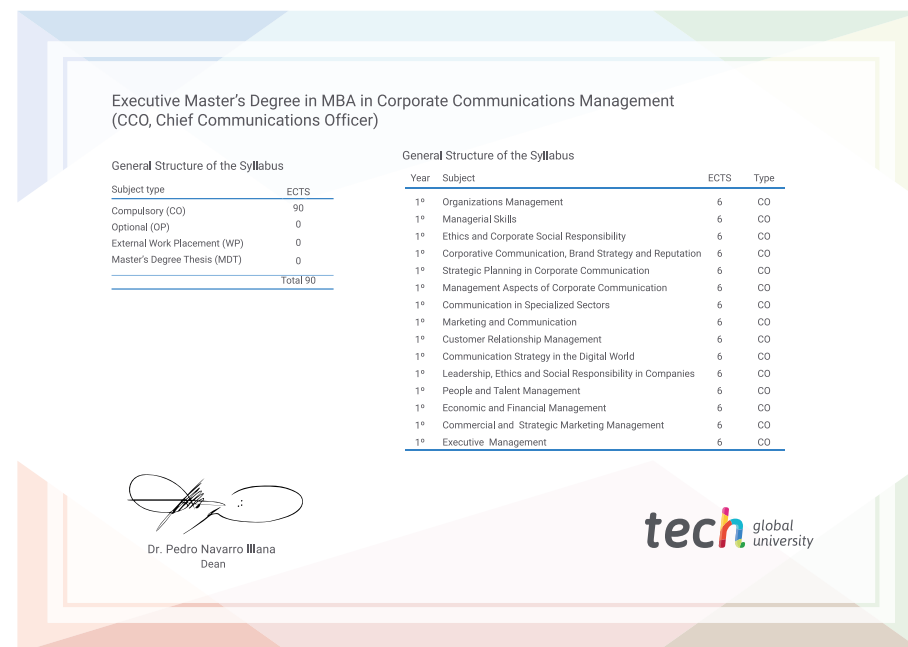 Executive Master's Degree in MBA in Corporate Communications Management
(CCO, Chief Communications Officer)
General Structure of the Syllabus
Subject type ECTS
Compulsory (CO) 90
Optional (OP) 0
External Work Placement (WP) 0
Master's Degree Thesis (MDT) 0
Total 90
General Structure of the Syllabus
Year Subject ECTS Type
1º Organizations Management 6 CO
1º Managerial Skills 6 CO
1º Ethics and Corporate Social Responsibility 6 CO
1º Corporative Communication, Brand Strategy and Reputation 6 CO
1º Strategic Planning in Corporate Communication 6 CO
1º Management Aspects of Corporate Communication 6 CO
1º Communication in Specialized Sectors 6 CO
1º Marketing and Communication 6 CO
1º Customer Relationship Management 6 CO
1º Communication Strategy in the Digital World 6 CO
1º Leadership, Ethics and Social Responsibility in Companies 6 CO
1º People and Talent Management 6 CO
1º Economic and Financial Management 6 CO
1º Commercial and Strategic Marketing Management 6 CO
1º Executive Management 6 CO
Dr. Pedro Navarro Illana
Dean
tech global
university